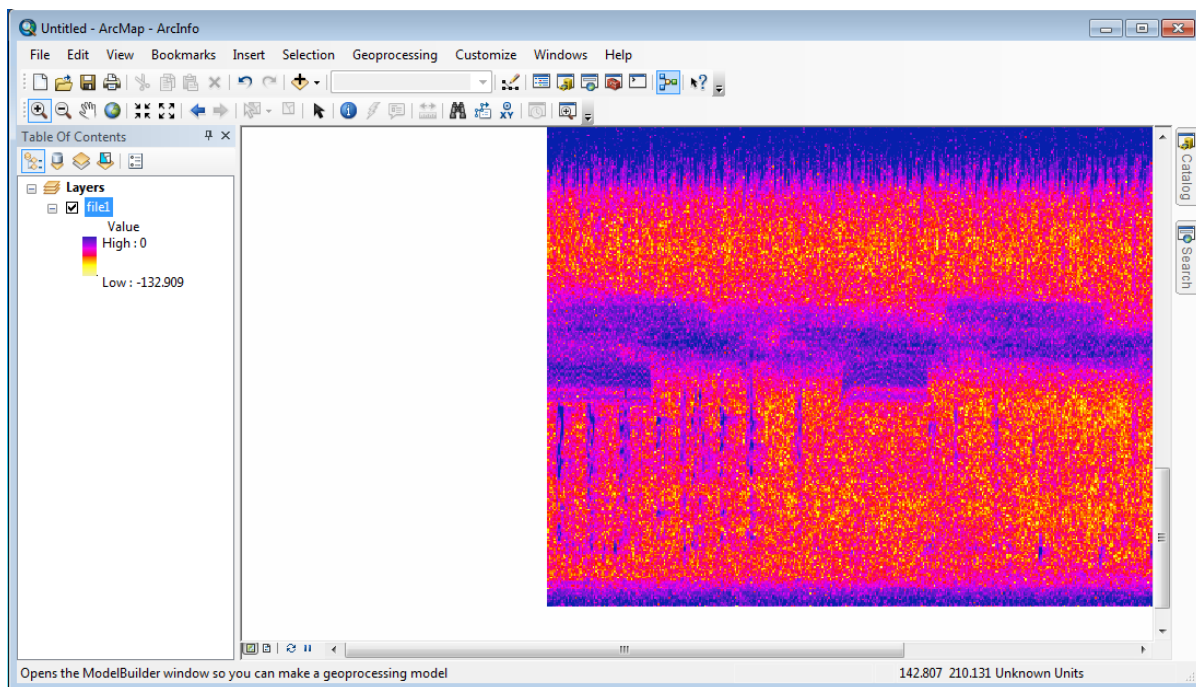 Untitled - ArcMap - ArcInfo
File Edit View Bookmarks Insert Selection Geoprocessing Customize Windows Help
XY
Table Of Contents
Layers
file1
Value
High : 0
Low : -132.909
Catalog
Search
Opens the ModelBuilder window so you can make a geoprocessing model
142.807 210.131 Unknown Units